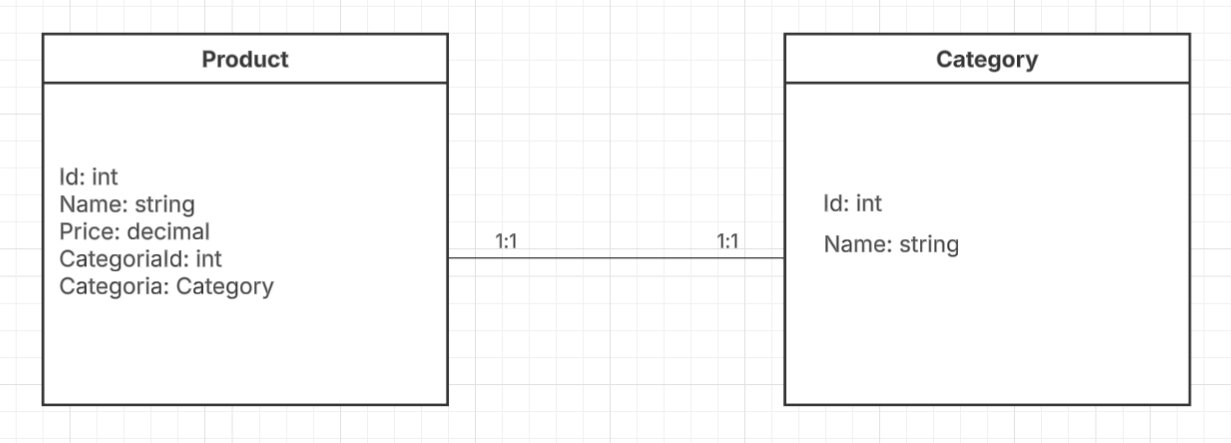 Product
Id: int
Name: string
Price: decimal
CategoriaId: int
Categoria: Category
1:1
1:1
Category
Id: int
Name: string